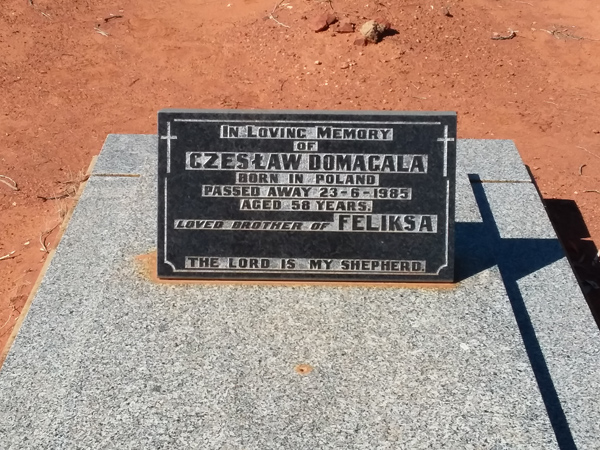 IN LOVING MEMORY
OF
CZESŁAW DOMAGALA
BORN IN POLAND
PASSED AWAY 23-6-1985
AGED 58 YEARS.
LOVED BROTHER OF FELIKSA
THE LORD IS MY SHEPHERD.